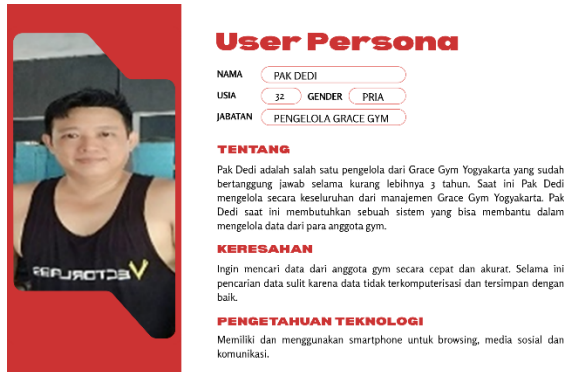 User Persona
NAMA PAK DEDI
USIA 32 GENDER PRIA
JABATAN PENGELOLA GRACE GYM
TENTANG
Pak Dedi adalah salah satu pengelola dari Grace Gym Yogyakarta yang sudah
bertanggung jawab selama kurang lebihnya 3 tahun. Saat ini Pak Dedi
mengelola secara keseluruhan dari manajemen Grace Gym Yogyakarta. Pak
Dedi saat ini membutuhkan sebuah sistem yang bisa membantu dalam
mengelola data dari para anggota gym.
KERESAHAN
Ingin mencari data dari anggota gym secara cepat dan akurat. Selama ini
pencarian data sulit karena data tidak terkomputerisasi dan tersimpan dengan
baik.
PENGETAHUAN TEKNOLOGI
Memiliki dan menggunakan smartphone untuk browsing, media sosial dan
komunikasi.
VECTORLABS